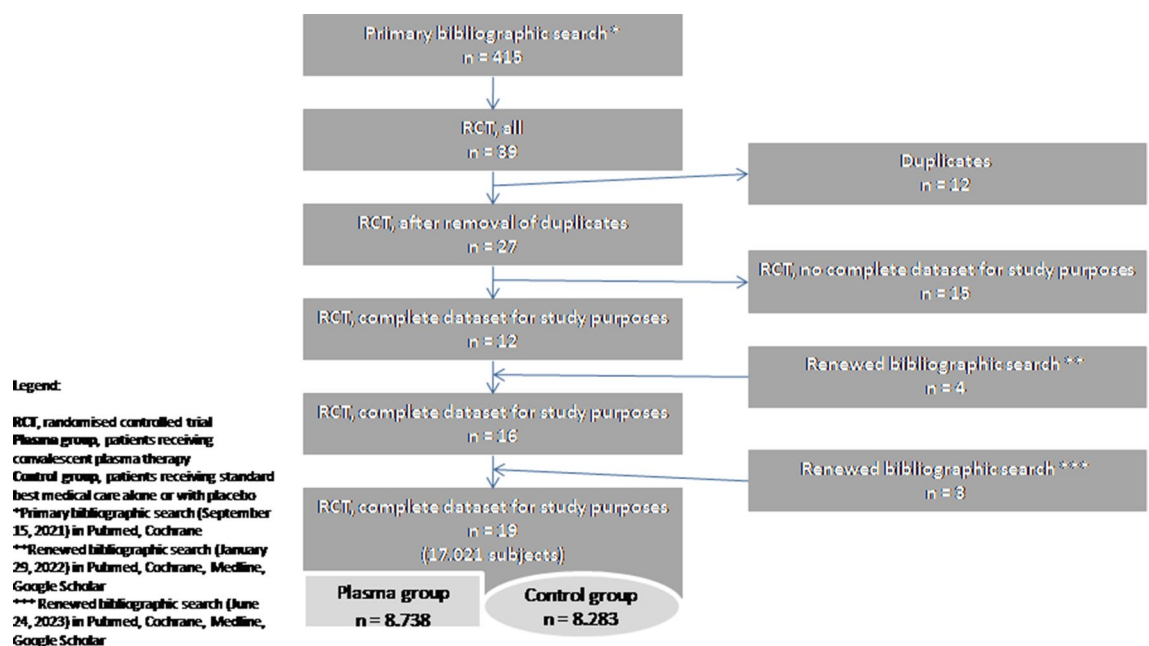 Primary bibliographic search *
n = 415
RCT, all
n = 39
Duplicates
n = 12
RCT, after removal of duplicates
n = 27
RCT, no complete dataset for study purposes
n = 15
RCT, complete dataset for study purposes
n = 12
Renewed bibliographic search **
n = 4
RCT, complete dataset for study purposes
n = 16
Renewed bibliographic search ***
n = 3
RCT, complete dataset for study purposes
n = 19
(17.021 subjects)
Plasma group
n = 8.738
Control group
n = 8.283
Legend:
RCT, randomised controlled trial
Plasma group, patients receiving
convalescent plasma therapy
Control group, patients receiving standard
best medical care alone or with placebo
*Primary bibliographic search (September
15, 2021) in Pubmed, Cochrane
**Renewed bibliographic search (January
29, 2022) in Pubmed, Cochrane, Medline,
Google Scholar
*** Renewed bibliographic search (June
24, 2023) in Pubmed, Cochrane, Medline,
Google Scholar